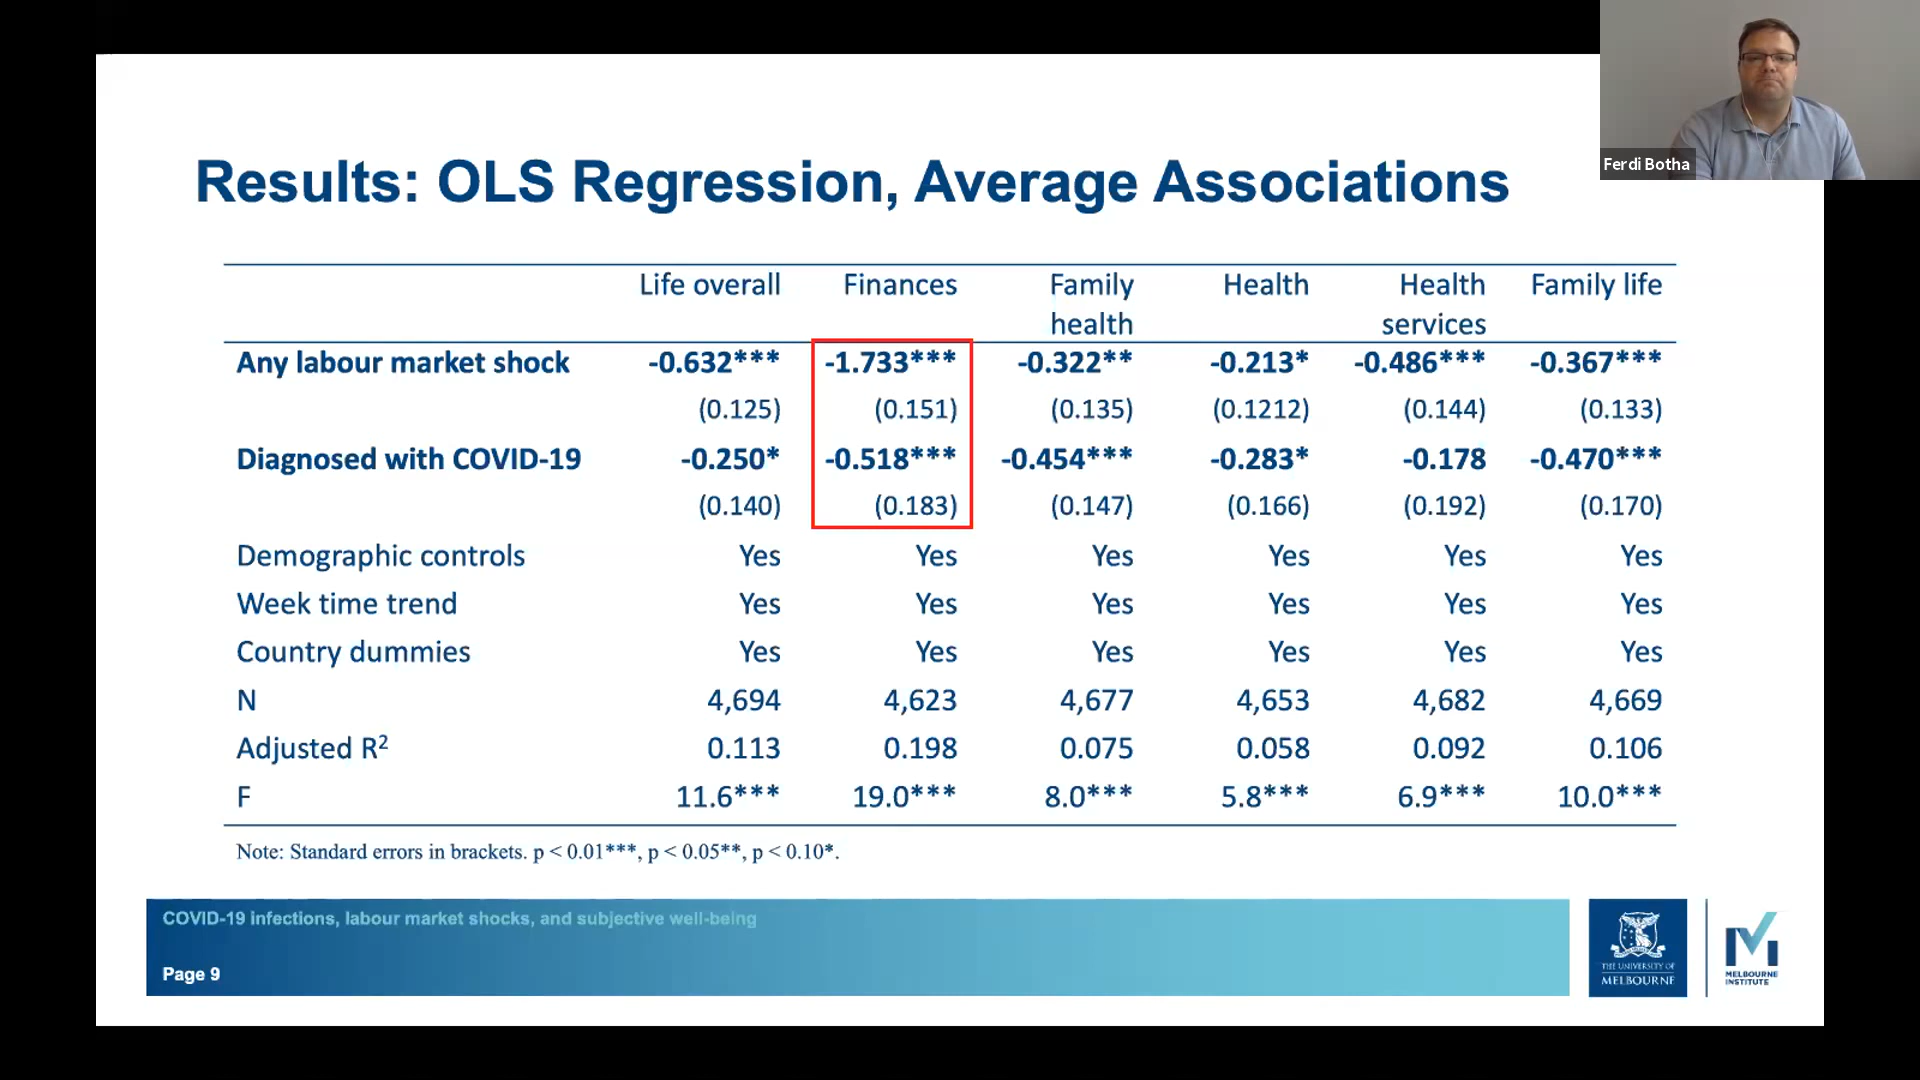 Ferdi Botha
Results: OLS Regression, Average Associations
Life overall Finances Family health Health Health services Family life
Any labour market shock -0.632*** -1.733*** -0.322** -0.213* -0.486*** -0.367***
(0.125) (0.151) (0.135) (0.1212) (0.144) (0.133)
Diagnosed with COVID-19 -0.250* -0.518*** -0.454*** -0.283* -0.178 -0.470***
(0.140) (0.183) (0.147) (0.166) (0.192) (0.170)
Demographic controls Yes Yes Yes Yes Yes Yes
Week time trend Yes Yes Yes Yes Yes Yes
Country dummies Yes Yes Yes Yes Yes Yes
N 4,694 4,623 4,677 4,653 4,682 4,669
Adjusted R² 0.113 0.198 0.075 0.058 0.092 0.106
F 11.6*** 19.0*** 8.0*** 5.8*** 6.9*** 10.0***
Note: Standard errors in brackets. p < 0.01***, p < 0.05**, p < 0.10*.
COVID-19 infections, labour market shocks, and subjective well-being
Page 9
THE UNIVERSITY OF
MELBOURNE
MELBOURNE
INSTITUTE